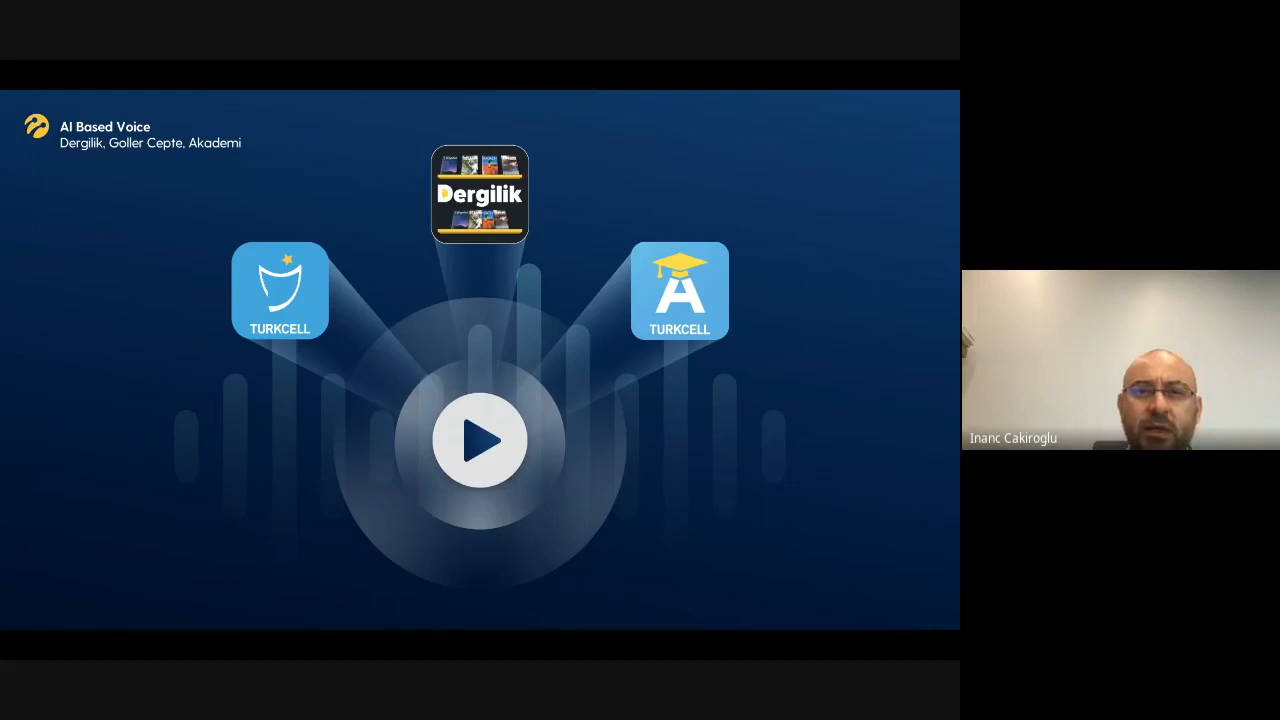 AI Based Voice
Dergilik, Goller Cepte, Akademi
Dergilik
TURKCELL
TURKCELL
Inanc Cakiroglu